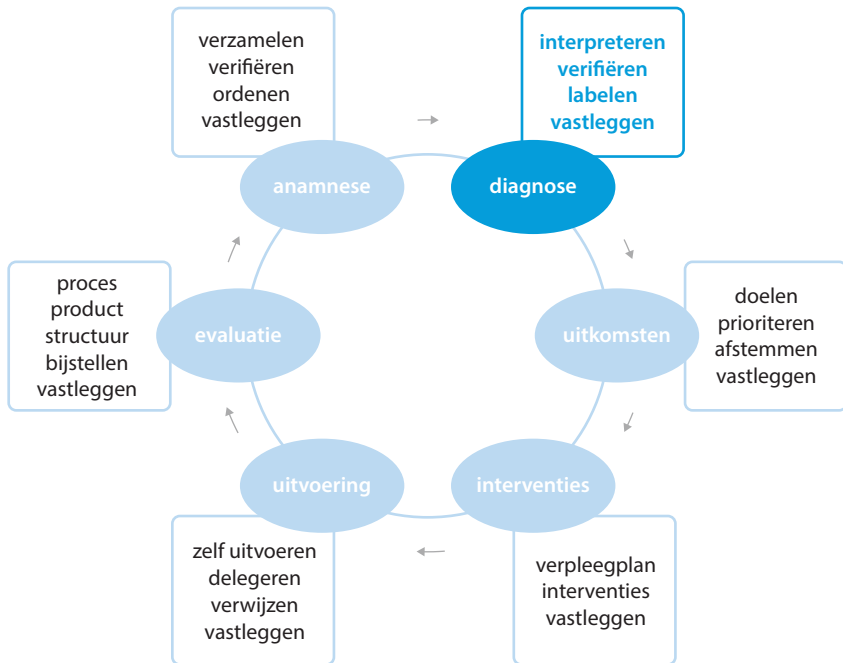 verzamelen
verifiëren
ordenen
vastleggen
anamnese
interpreteren
verifiëren
labelen
vastleggen
diagnose
doelen
prioriteren
afstemmen
vastleggen
uitkomsten
verpleegplan
interventies
vastleggen
interventies
zelf uitvoeren
delegeren
verwijzen
vastleggen
uitvoering
proces
product
structuur
bijstellen
vastleggen
evaluatie